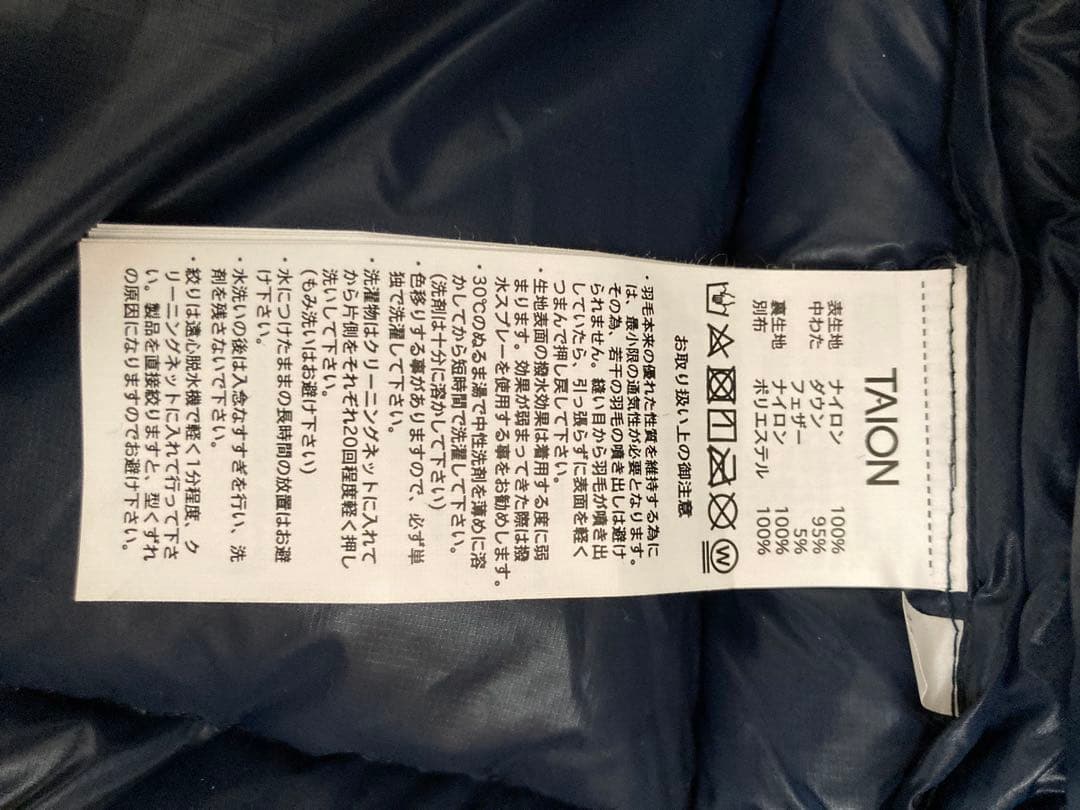 TAION
表生地 ナイロン 100%
中わた ダウン 95%
フェザー 5%
裏生地 ナイロン 100%
別布 ポリエステル 100%
W
お取り扱い上の御注意
・羽毛本来の優れた性質を維持する為に
は、最小限の通気性が必要となります。
その為、若干の羽毛の噴き出しは避け
られません。縫い目から羽毛が噴き出
していたら、引っ張らずに表面を軽く
つまんで押し戻して下さい。
・生地表面の撥水効果は着用する度に弱
まります。効果が弱まってきた際は撥
水スプレーを使用する事をお勧めします。
・30℃のぬるま湯で中性洗剤を薄めに溶
かしてから短時間で洗濯して下さい。
(洗剤は十分に溶かして下さい)
・色移りする事がありますので、必ず単
独で洗濯して下さい。
・洗濯物はクリーニングネットに入れて
から片側をそれぞれ20回程度軽く押し
洗いして下さい。
(もみ洗いはお避け下さい)
・水につけたままの長時間の放置はお避
け下さい。
・水洗いの後は入念なすすぎを行い、洗
剤を残さないで下さい。
・絞りは遠心脱水機で軽く1分程度、ク
リーニングネットに入れて行って下さ
い。製品を直接絞りますと、型くずれ
の原因になりますのでお避け下さい。